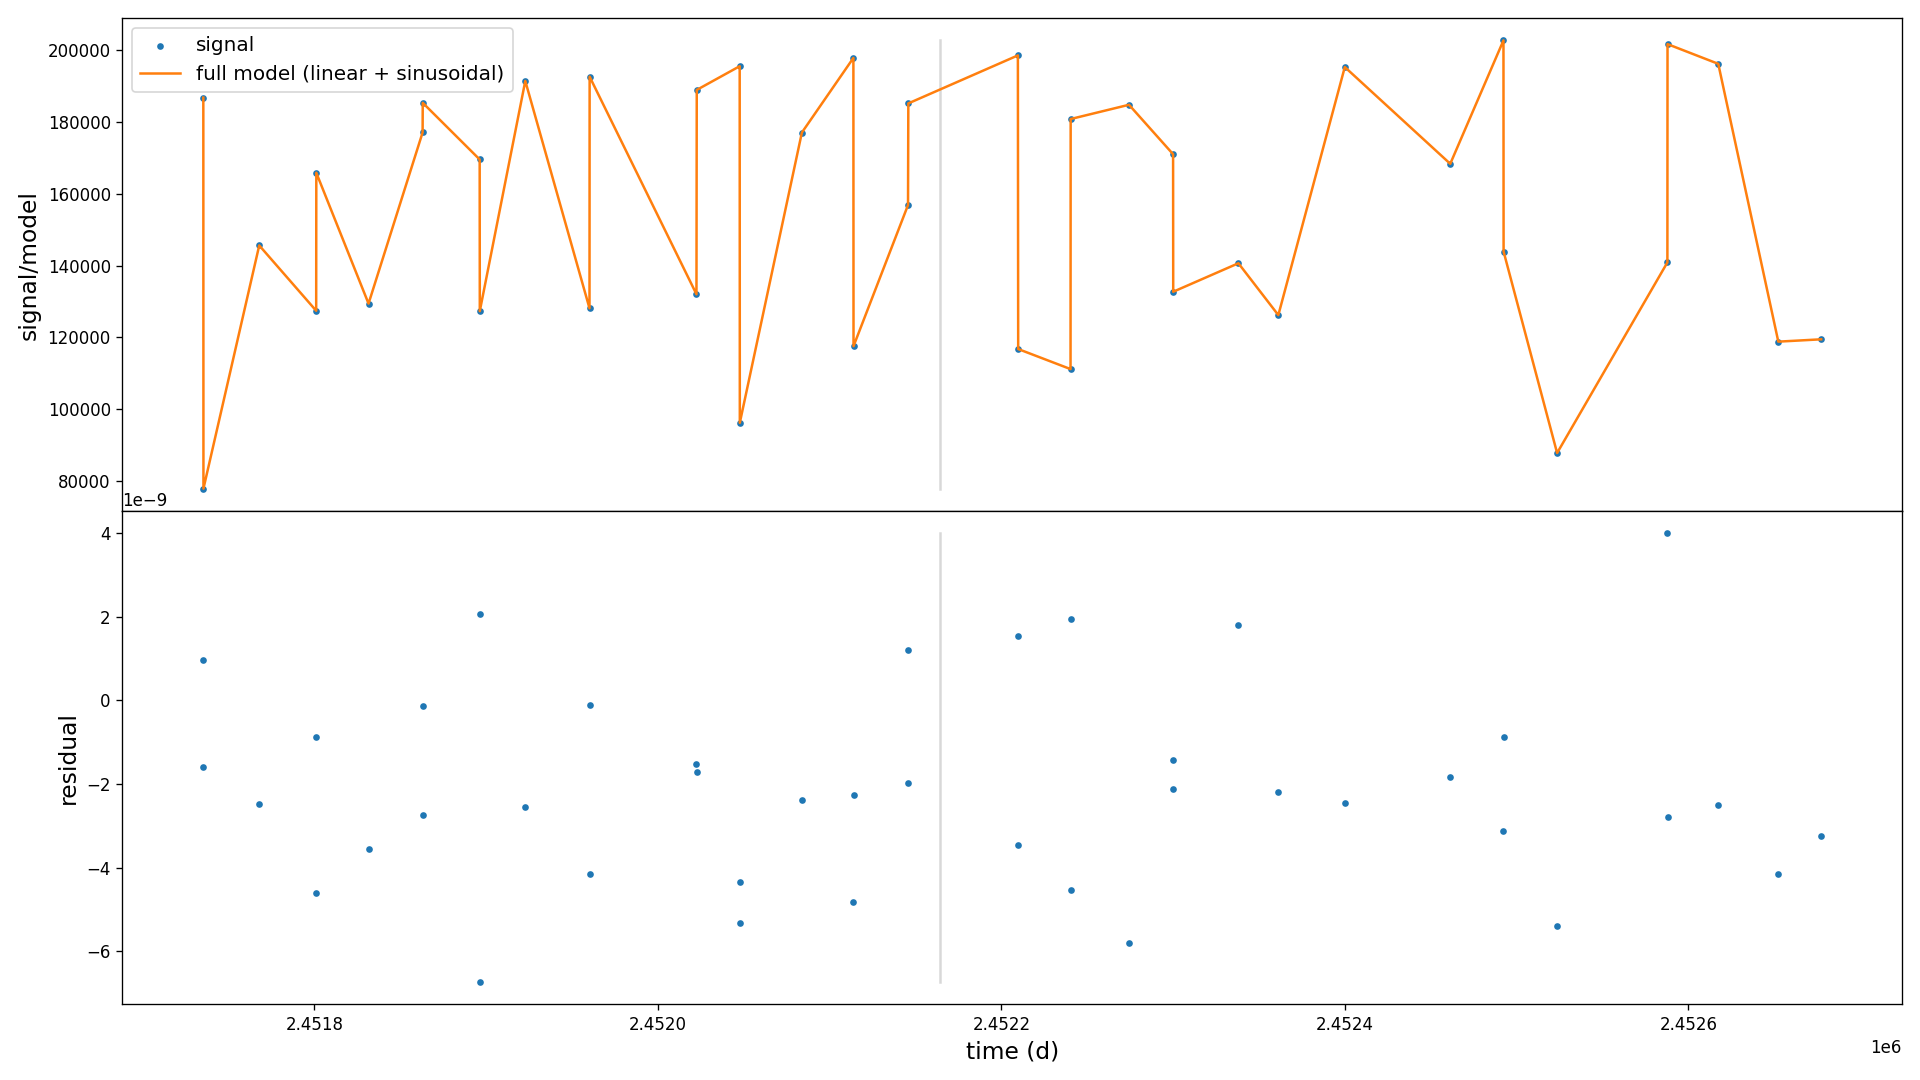 signal
full model (linear + sinusoidal)
signal/model
200000
180000
160000
140000
120000
100000
80000
1e−9
residual
4
2
0
−2
−4
−6
2.4518
2.4520
2.4522
2.4524
2.4526
time (d)
1e6